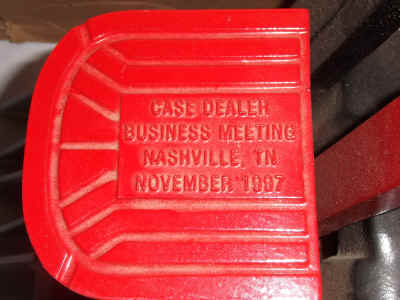 CASE DEALER
BUSINESS MEETING
NASHVILLE, TN
NOVEMBER 1997